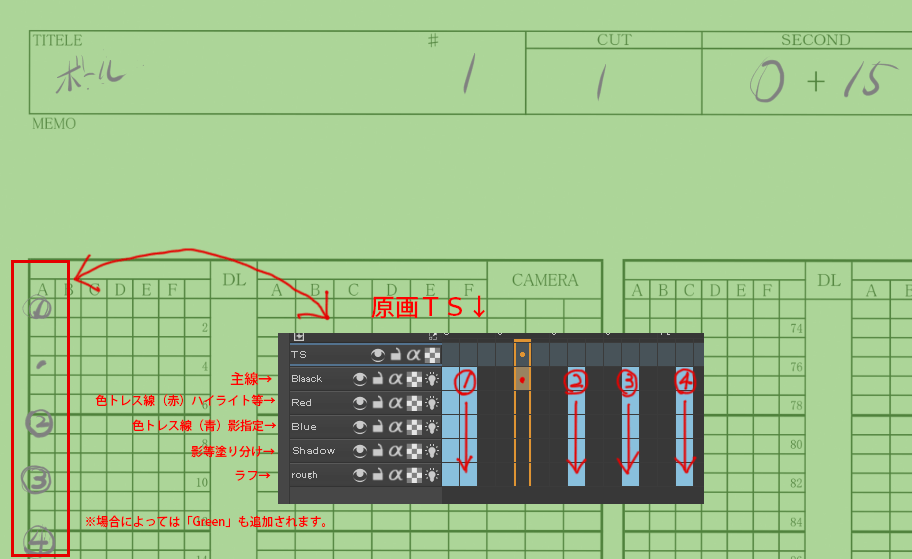 TITELE # CUT SECOND
ボール 1 1 0 + 15
MEMO
DL CAMERA DL
A B C D E F A B C D E F A B C D E F A
① 原画TS↓
2 74
TS
・ 4 76
主線→ Blaack ① ② ③ ④
色トレス線（赤）ハイライト等→ Red 6 78
② 色トレス線（青）影指定→ Blue
影等塗り分け→ Shadow 8 80
③ ラフ→ rough
10 82
※場合によっては「Green」も追加されます。 84
④
14